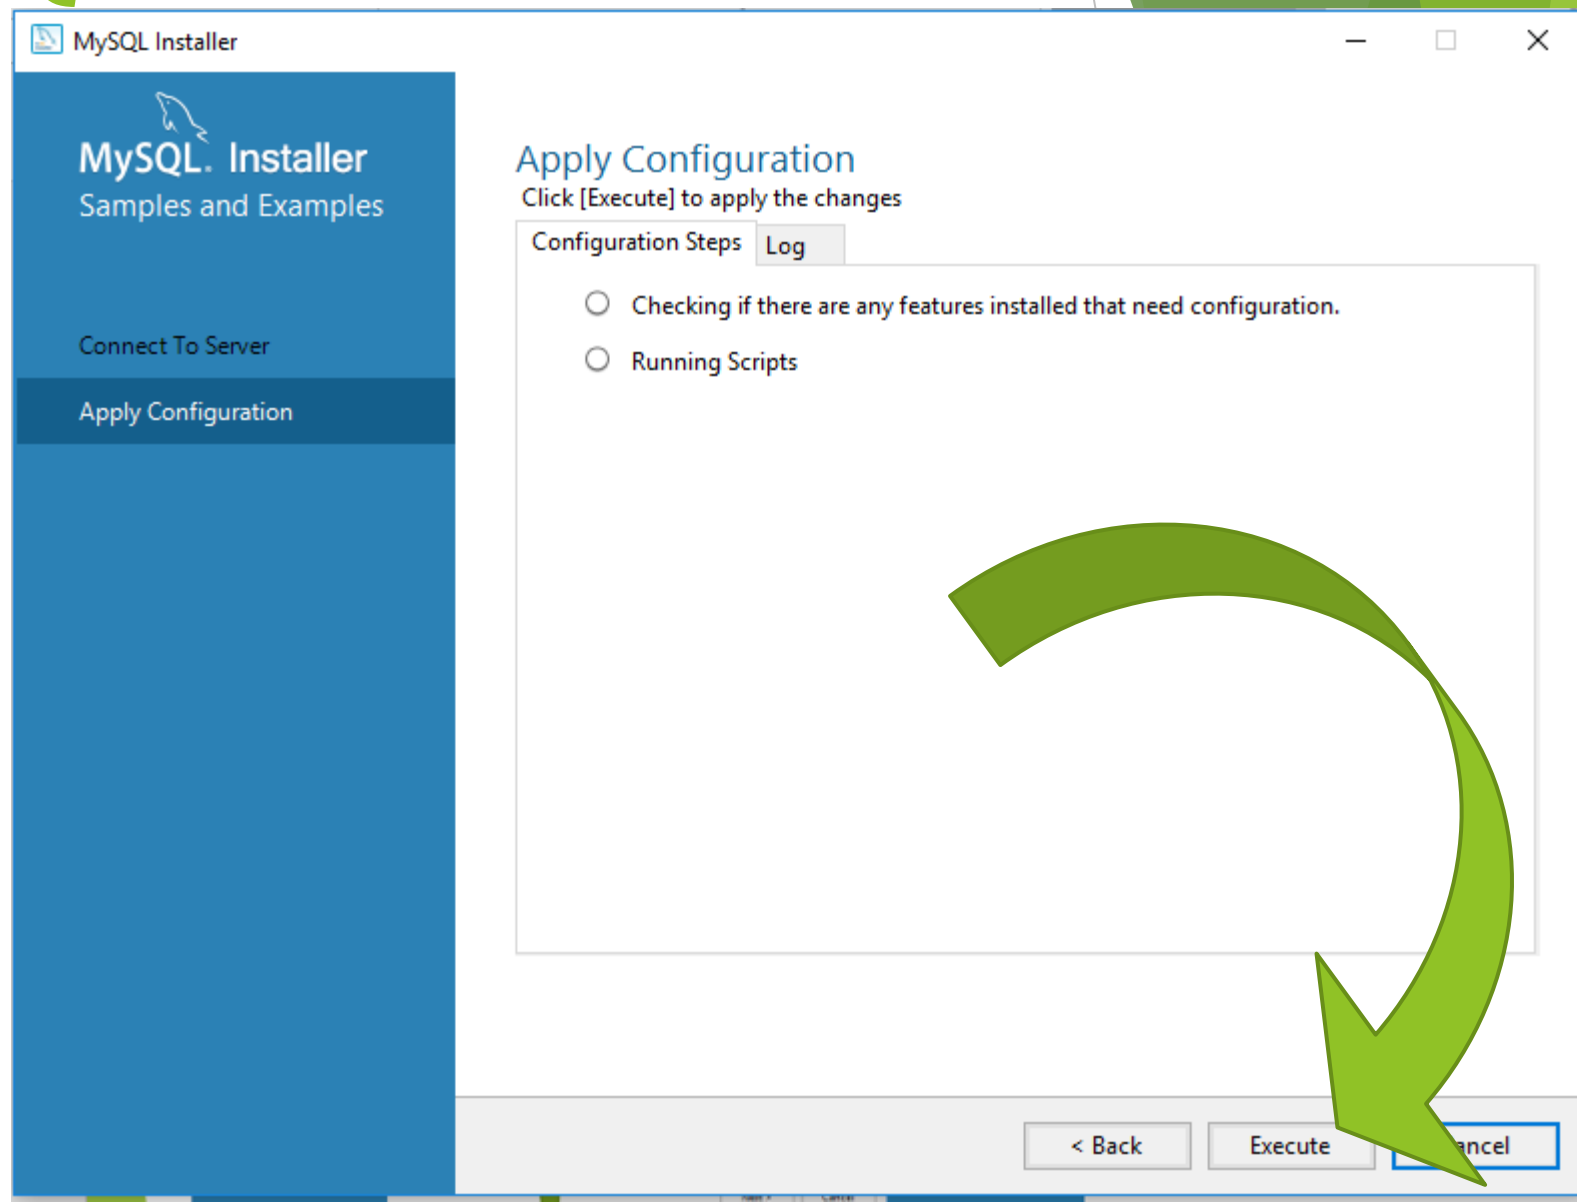 MySQL Installer
MySQL. Installer
Samples and Examples
Connect To Server
Apply Configuration
Apply Configuration
Click [Execute] to apply the changes
Configuration Steps
Log
Checking if there are any features installed that need configuration.
Running Scripts
< Back
Execute